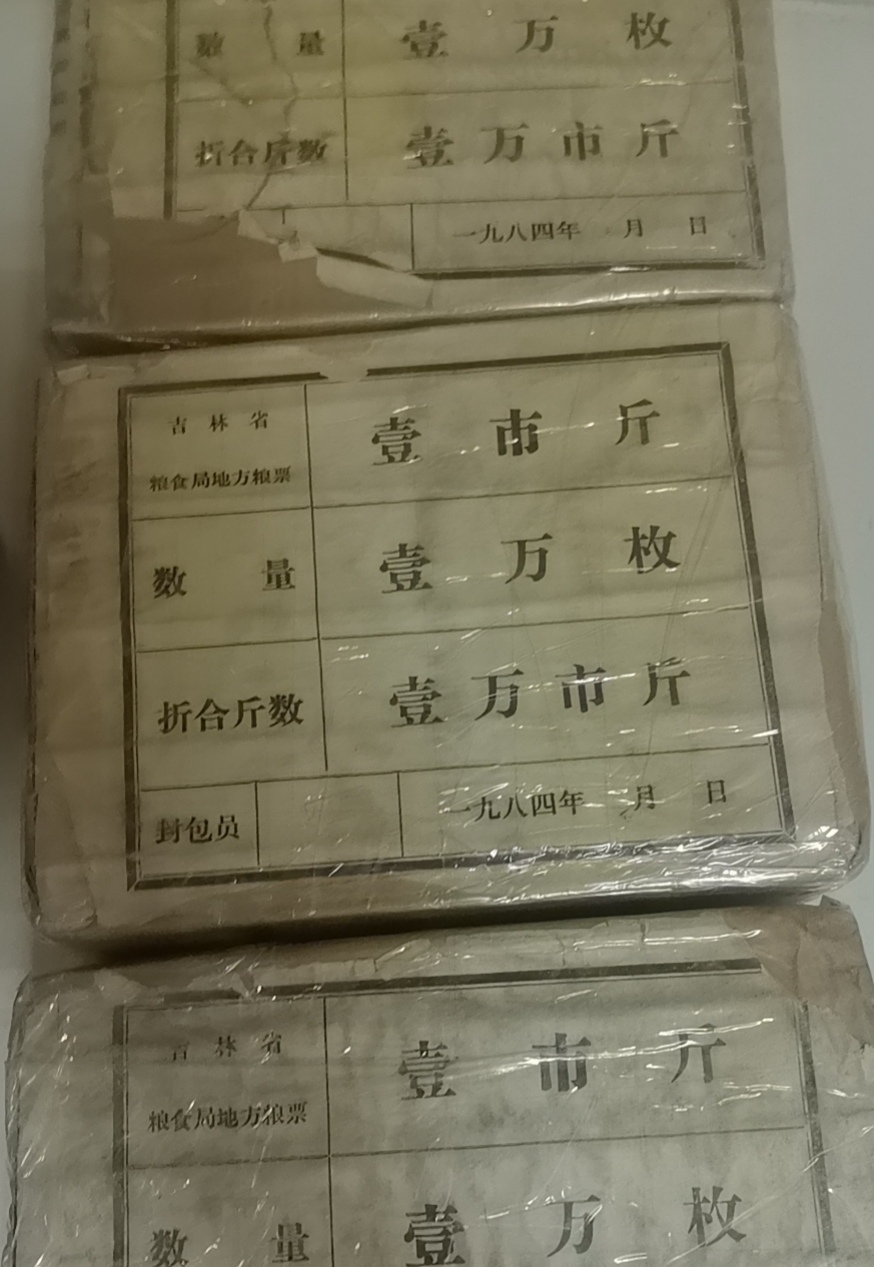 数 量 壹 万 枚
折合斤数 壹 万 市 斤
一九八四年 月 日
吉 林 省
粮食局地方粮票
壹 市 斤
数 量 壹 万 枚
折合斤数 壹 万 市 斤
封包员 一九八四年 月 日
吉 林 省
粮食局地方粮票
壹 市 斤
数 量 壹 万 枚